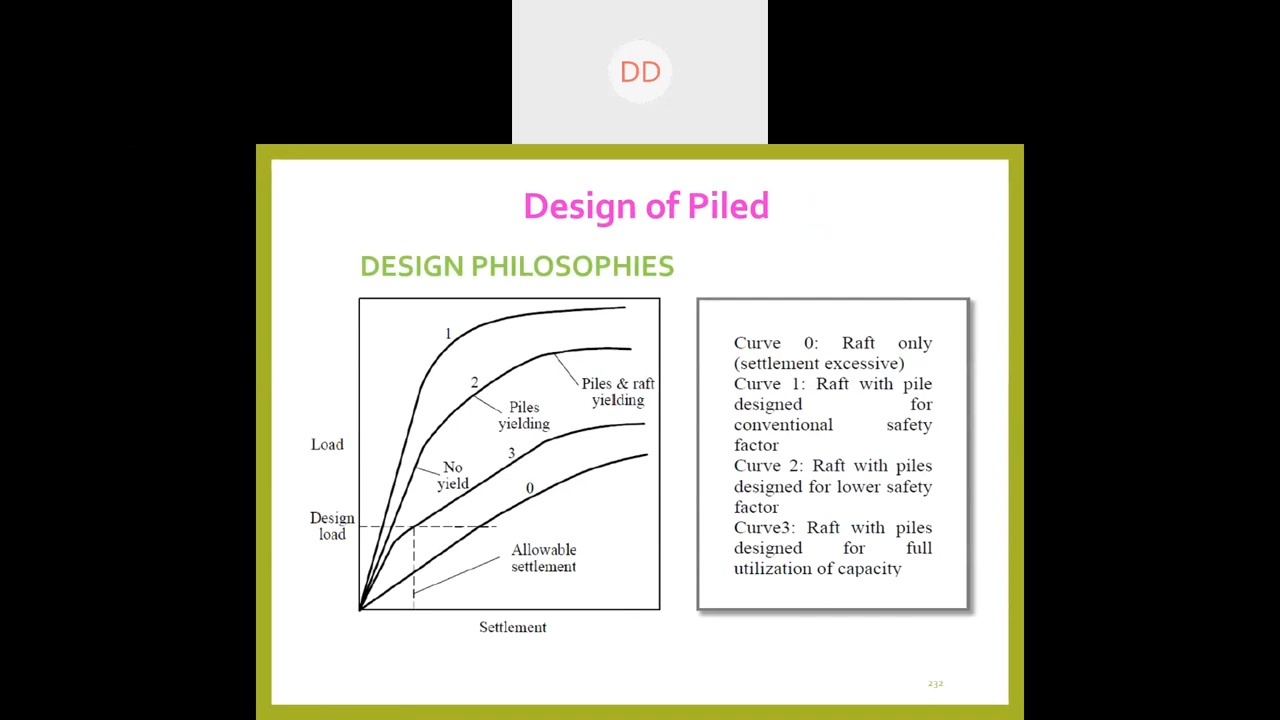 DD
Design of Piled
DESIGN PHILOSOPHIES
1
2
Piles & raft
yielding
Piles
yielding
3
Load
No
yield
0
Design
load
Allowable
settlement
Settlement
Curve 0: Raft only
(settlement excessive)
Curve 1: Raft with pile
designed for
conventional safety
factor
Curve 2: Raft with piles
designed for lower safety
factor
Curve3: Raft with piles
designed for full
utilization of capacity
232